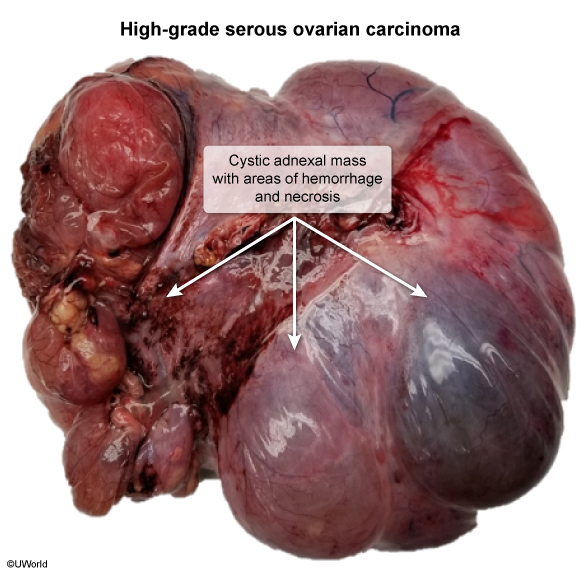 High-grade serous ovarian carcinoma
Cystic adnexal mass
with areas of hemorrhage
and necrosis
©UWorld